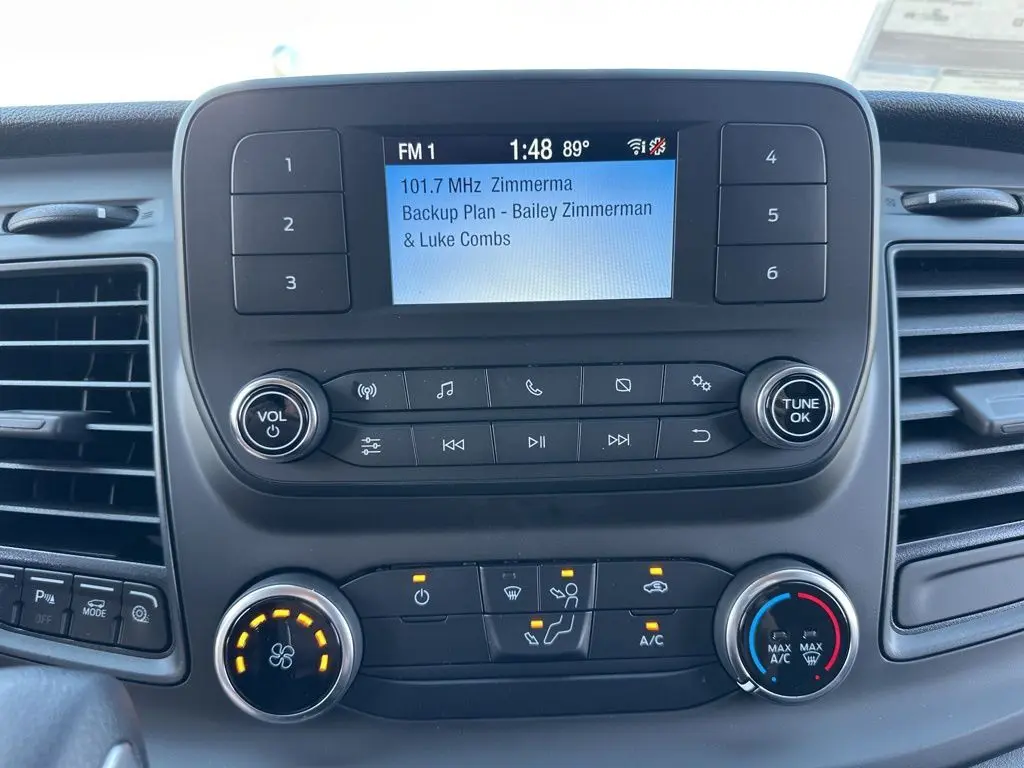 FM 1 1:48 89°
101.7 MHz Zimmerma
Backup Plan - Bailey Zimmerman
& Luke Combs
1
2
3
4
5
6
VOL
TUNE
OK
P
OFF
MODE
A/C
MAX
A/C
MAX